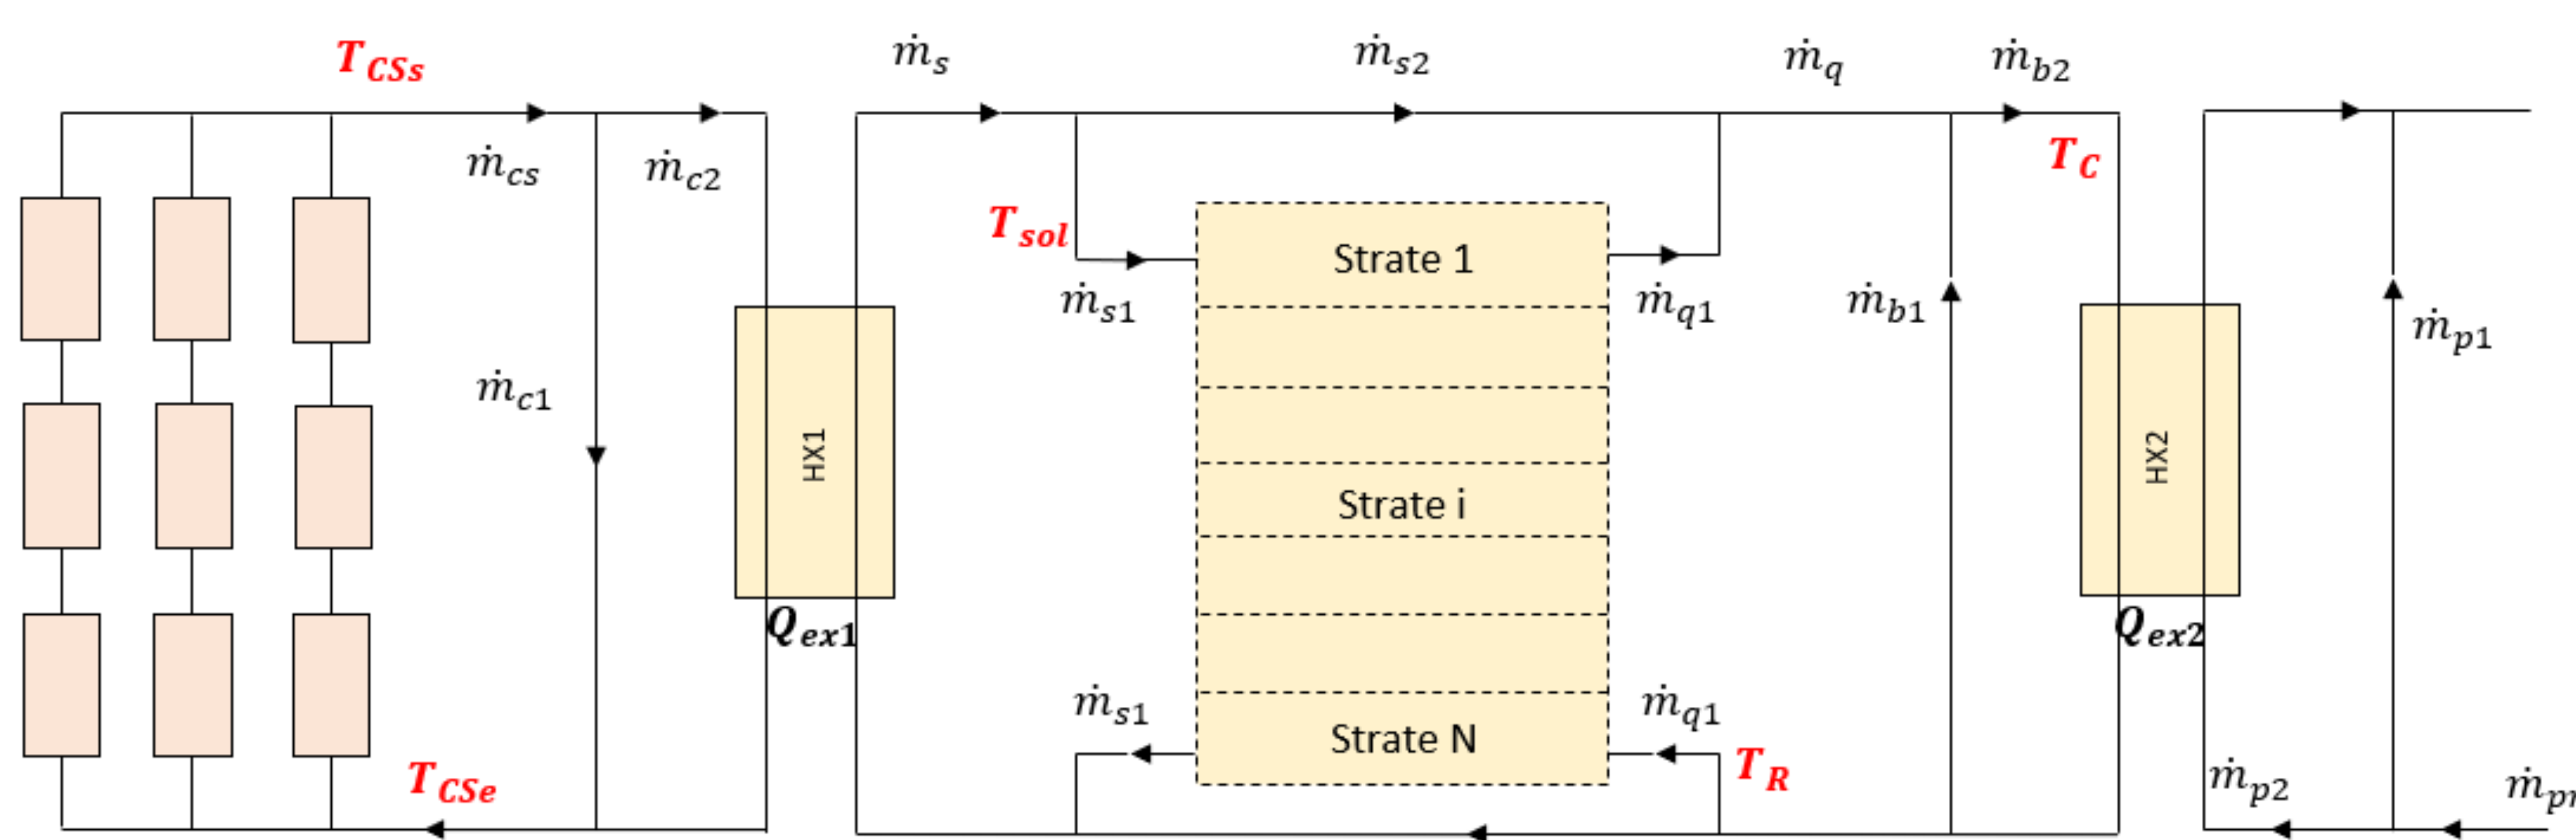 T_CSs
ṁ_s
ṁ_s2
ṁ_q
ṁ_b2
ṁ_cs
ṁ_c2
T_C
T_sol
Strate 1
ṁ_s1
ṁ_q1
ṁ_b1
ṁ_p1
ṁ_c1
HX1
HX2
Strate i
Q_ex1
Q_ex2
ṁ_s1
ṁ_q1
Strate N
T_R
T_CSe
ṁ_p2